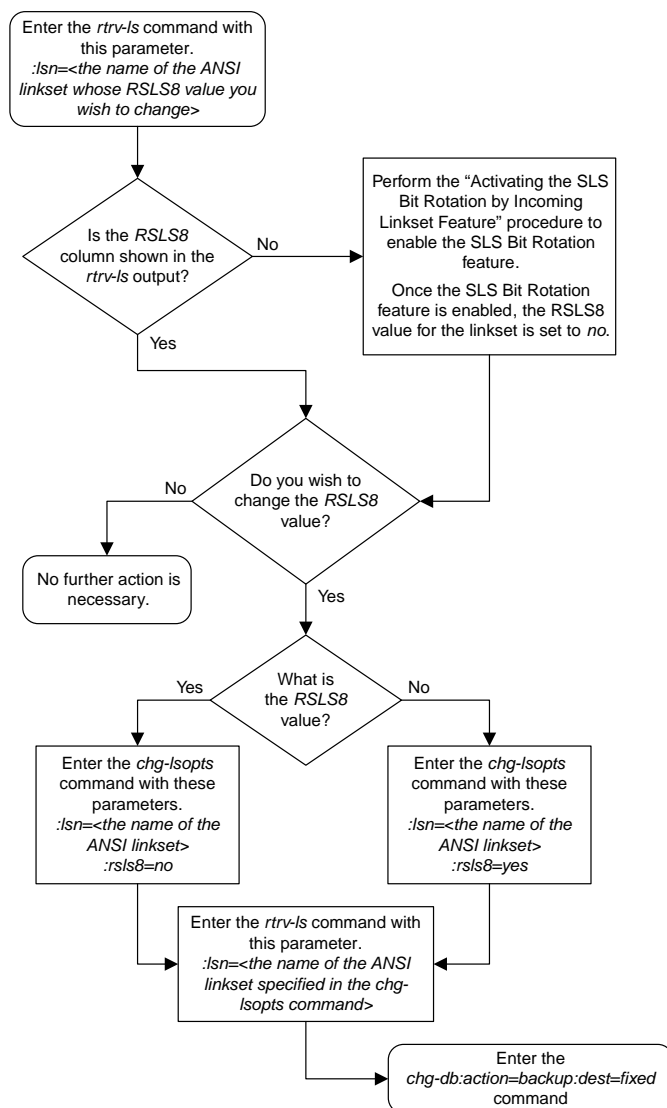 Enter the rtrv-ls command with
this parameter.
:lsn=<the name of the ANSI
linkset whose RSLS8 value you
wish to change>
Is the RSLS8
column shown in the
rtrv-ls output?
No
Yes
Perform the “Activating the SLS
Bit Rotation by Incoming
Linkset Feature” procedure to
enable the SLS Bit Rotation
feature.
Once the SLS Bit Rotation
feature is enabled, the RSLS8
value for the linkset is set to no.
Do you wish to
change the RSLS8
value?
No
Yes
No further action is
necessary.
What is
the RSLS8
value?
Yes
No
Enter the chg-lsopts
command with these
parameters.
:lsn=<the name of the
ANSI linkset>
:rsls8=no
Enter the chg-lsopts
command with these
parameters.
:lsn=<the name of the
ANSI linkset>
:rsls8=yes
Enter the rtrv-ls command with
this parameter.
:lsn=<the name of the ANSI
linkset specified in the chg-
lsopts command>
Enter the
chg-db:action=backup:dest=fixed
command